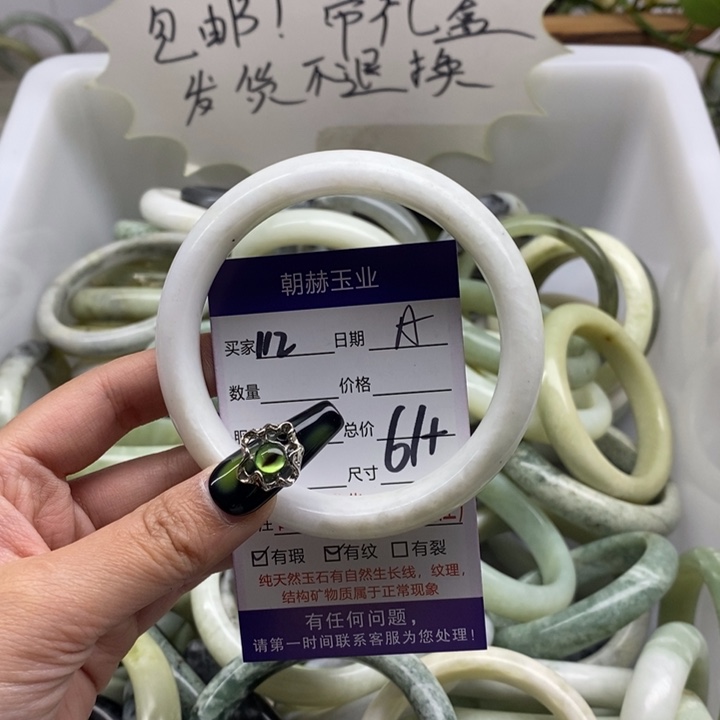 包邮！带礼盒
发货不退换
朝赫玉业
买家 112 日期 A
数量 价格
总价
尺寸 61+
☑有瑕 ☑有纹 □有裂
纯天然玉石有自然生长线，纹理，
结构矿物质属于正常现象
有任何问题，
请第一时间联系客服为您处理！